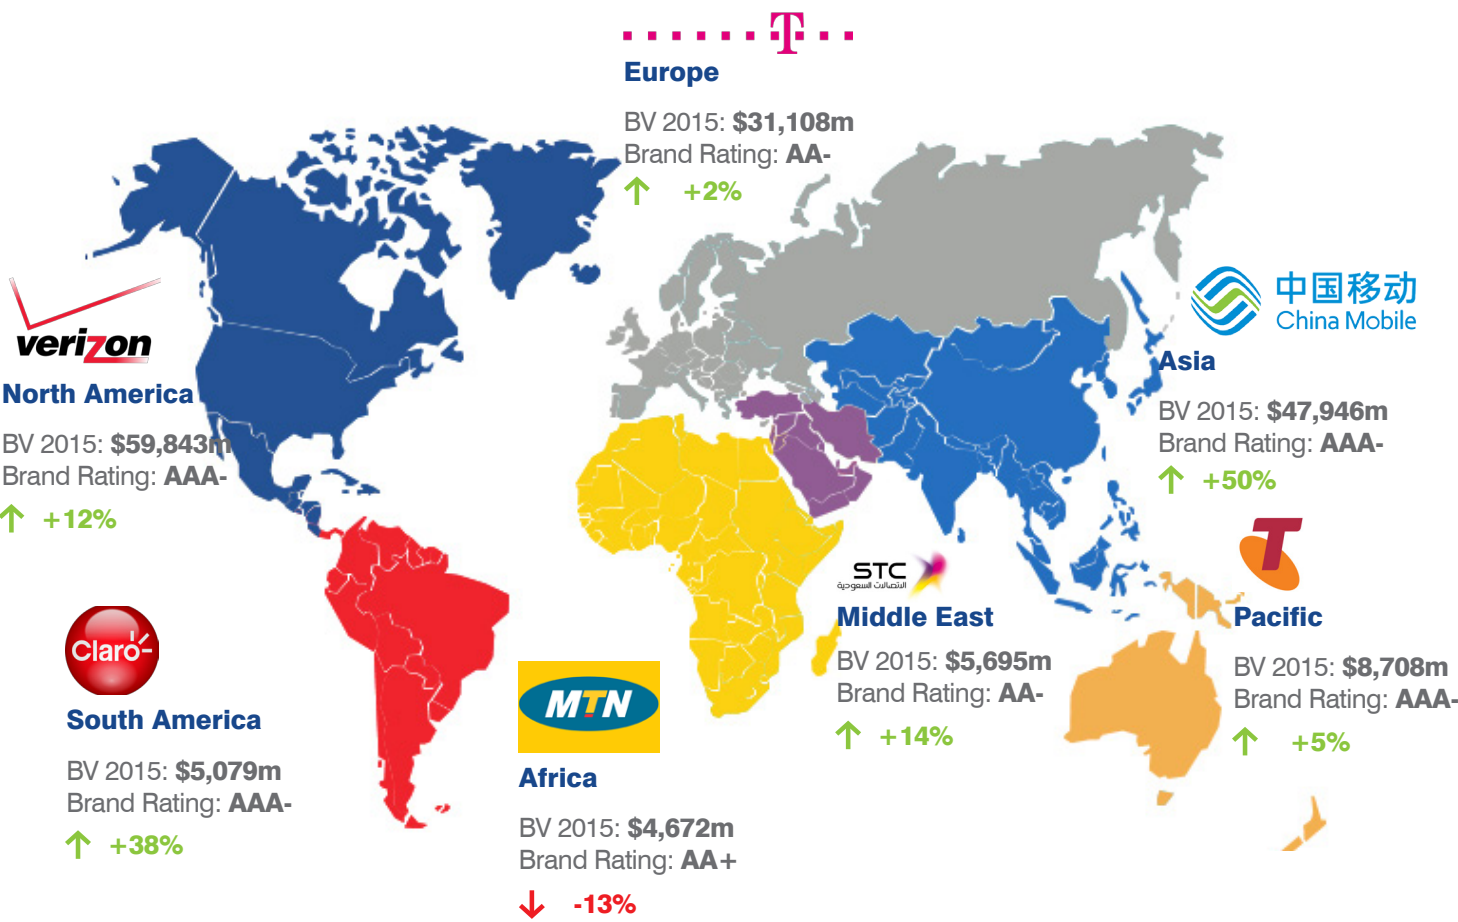 T
Europe
BV 2015: $31,108m
Brand Rating: AA-
+2%
verizon
North America
BV 2015: $59,843m
Brand Rating: AAA-
+12%
中国移动
China Mobile
Asia
BV 2015: $47,946m
Brand Rating: AAA-
+50%
Claro-
South America
BV 2015: $5,079m
Brand Rating: AAA-
+38%
MTN
Africa
BV 2015: $4,672m
Brand Rating: AA+
-13%
STC
الاتصالات السعودية
Middle East
BV 2015: $5,695m
Brand Rating: AA-
+14%
T
Pacific
BV 2015: $8,708m
Brand Rating: AAA-
+5%